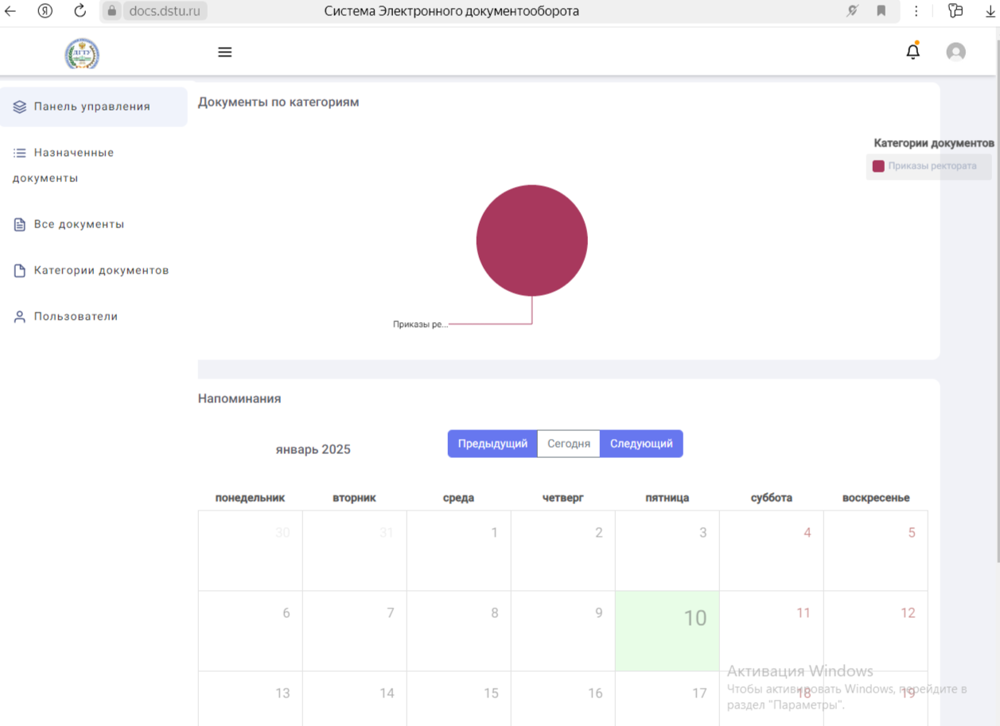 docs.dstu.ru
Система Электронного документооборота
ДГТУ
Панель управления
Назначенные
документы
Все документы
Категории документов
Пользователи
Документы по категориям
Категории документов
Приказы ректората
Приказы ре...
Напоминания
январь 2025
Предыдущий Сегодня Следующий
понедельник вторник среда четверг пятница суббота воскресенье
30 31 1 2 3 4 5
6 7 8 9 10 11 12
13 14 15 16 17 18 19
Активация Windows
Чтобы активировать Windows, перейдите в
раздел "Параметры".